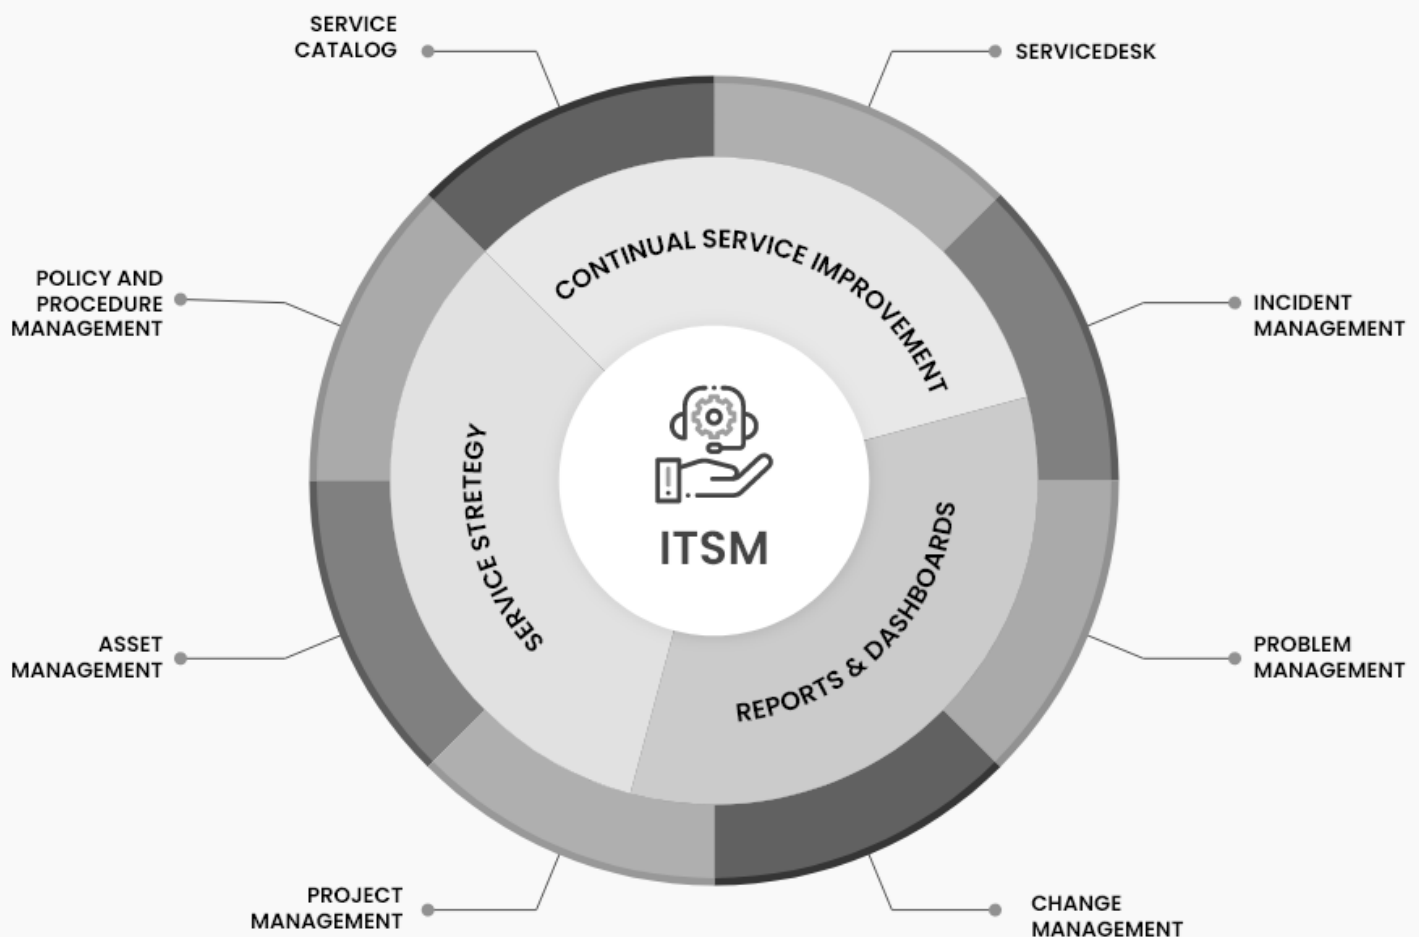 SERVICE
CATALOG
SERVICEDESK
POLICY AND
PROCEDURE
MANAGEMENT
INCIDENT
MANAGEMENT
CONTINUAL SERVICE IMPROVEMENT
SERVICE STRETEGY
ITSM
REPORTS & DASHBOARDS
ASSET
MANAGEMENT
PROBLEM
MANAGEMENT
PROJECT
MANAGEMENT
CHANGE
MANAGEMENT